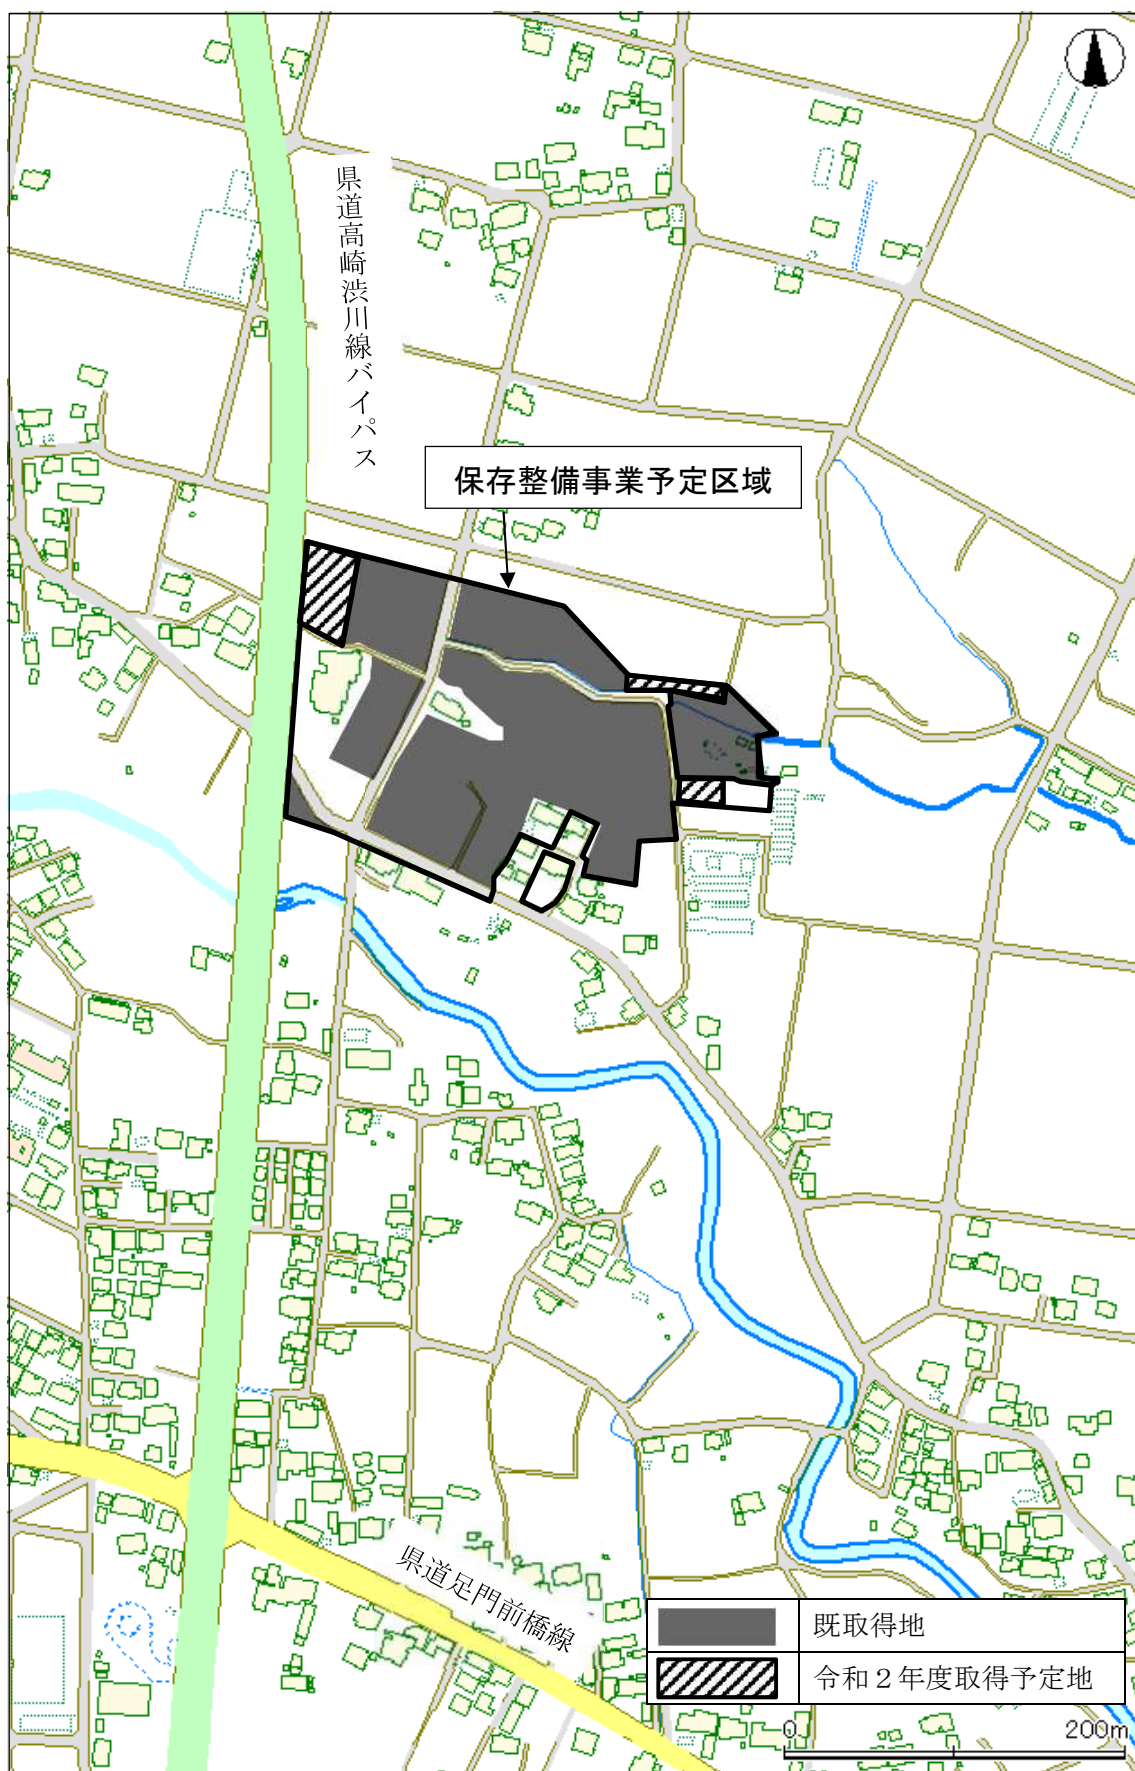 県道高崎渋川線バイパス
保存整備事業予定区域
県道足門前橋線
既取得地
令和２年度取得予定地
0 200m